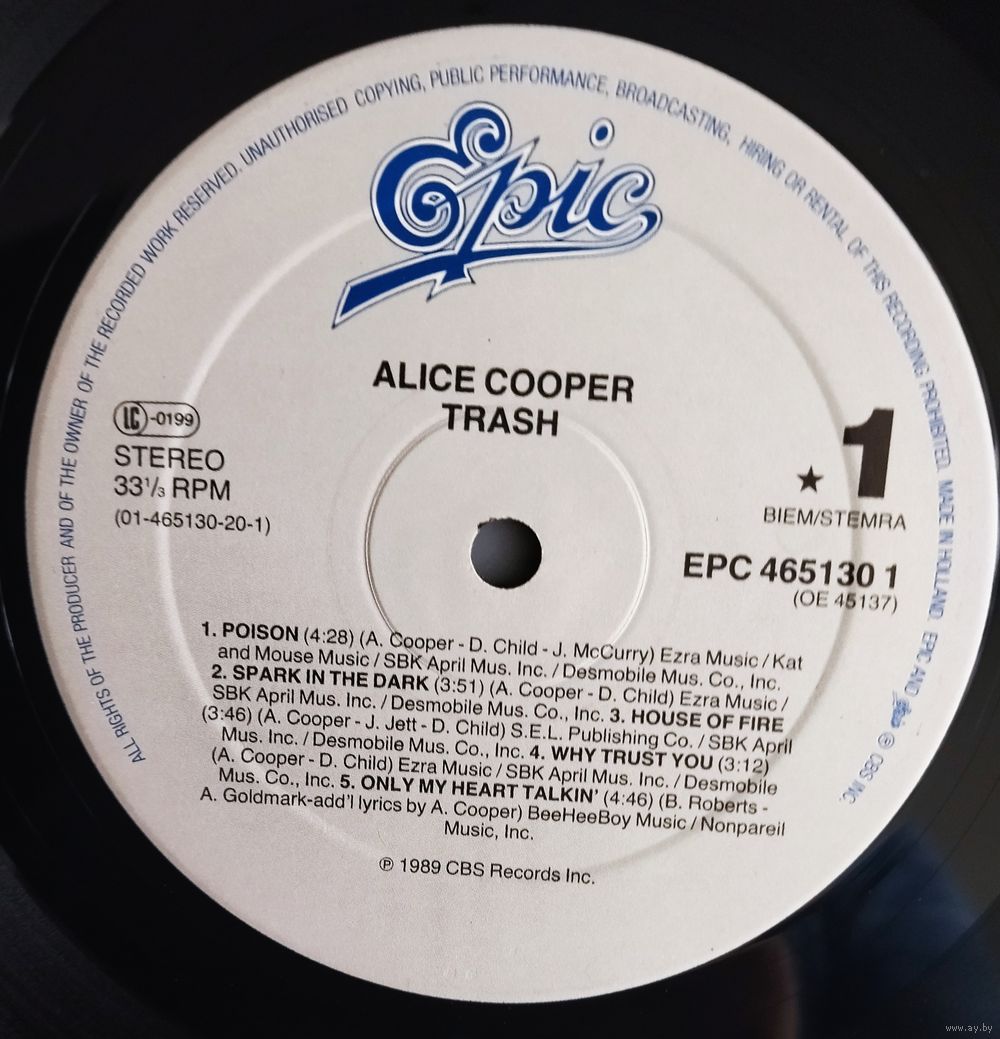 ALL RIGHTS OF THE PRODUCER AND OF THE OWNER OF THE RECORDED WORK RESERVED. UNAUTHORISED COPYING, PUBLIC PERFORMANCE, BROADCASTING, HIRING OR RENTAL OF THIS RECORDING PROHIBITED. MADE IN HOLLAND. EPIC AND Epic ® CBS INC.
Epic
ALICE COOPER
TRASH
LC-0199
STEREO
33⅓ RPM
(01-465130-20-1)
★ 1
BIEM/STEMRA
EPC 465130 1
(OE 45137)
1. POISON (4:28) (A. Cooper - D. Child - J. McCurry) Ezra Music / Kat
and Mouse Music / SBK April Mus. Inc. / Desmobile Mus. Co., Inc.
2. SPARK IN THE DARK (3:51) (A. Cooper - D. Child) Ezra Music /
SBK April Mus. Inc. / Desmobile Mus. Co., Inc. 3. HOUSE OF FIRE
(3:46) (A. Cooper - J. Jett - D. Child) S.E.L. Publishing Co. / SBK April
Mus. Inc. / Desmobile Mus. Co., Inc. 4. WHY TRUST YOU (3:12)
(A. Cooper - D. Child) Ezra Music / SBK April Mus. Inc. / Desmobile
Mus. Co., Inc. 5. ONLY MY HEART TALKIN' (4:46) (B. Roberts -
A. Goldmark-add'l lyrics by A. Cooper) BeeHeeBoy Music / Nonpareil
Music, Inc.
℗ 1989 CBS Records Inc.
www.ay.by